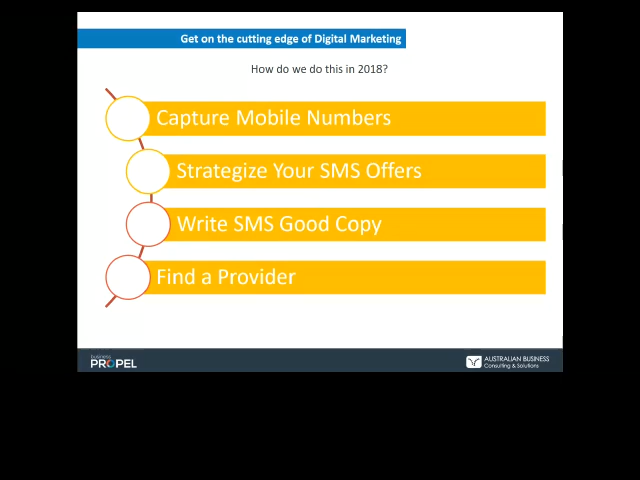 Get on the cutting edge of Digital Marketing
How do we do this in 2018?
Capture Mobile Numbers
Strategize Your SMS Offers
Write SMS Good Copy
Find a Provider
business
PROPEL
AUSTRALIAN BUSINESS
Consulting & Solutions